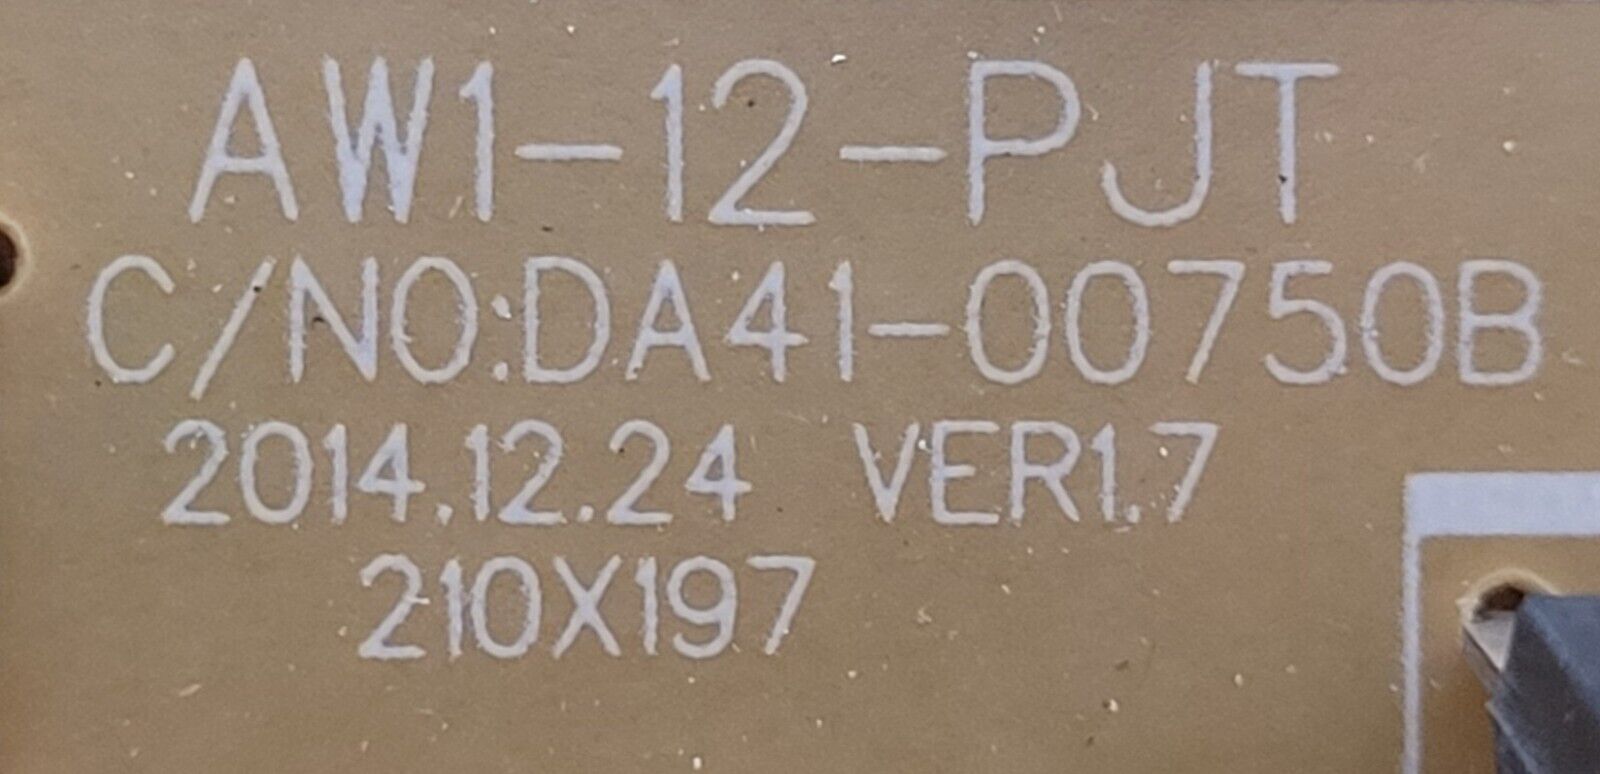 AW1-12-PJT
C/NO:DA41-00750B
2014.12.24 VER1.7
210X197